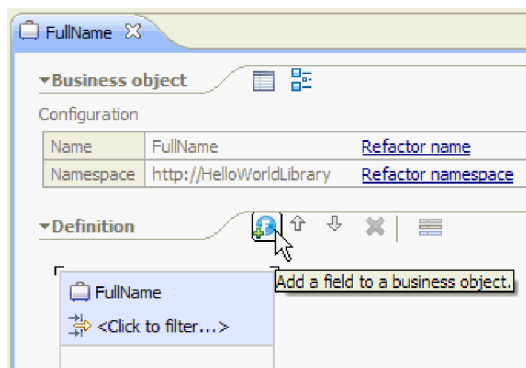 FullName
Business object
Configuration
Name FullName Refactor name
Namespace http://HelloWorldLibrary Refactor namespace
Definition
Add a field to a business object.
FullName
<Click to filter...>